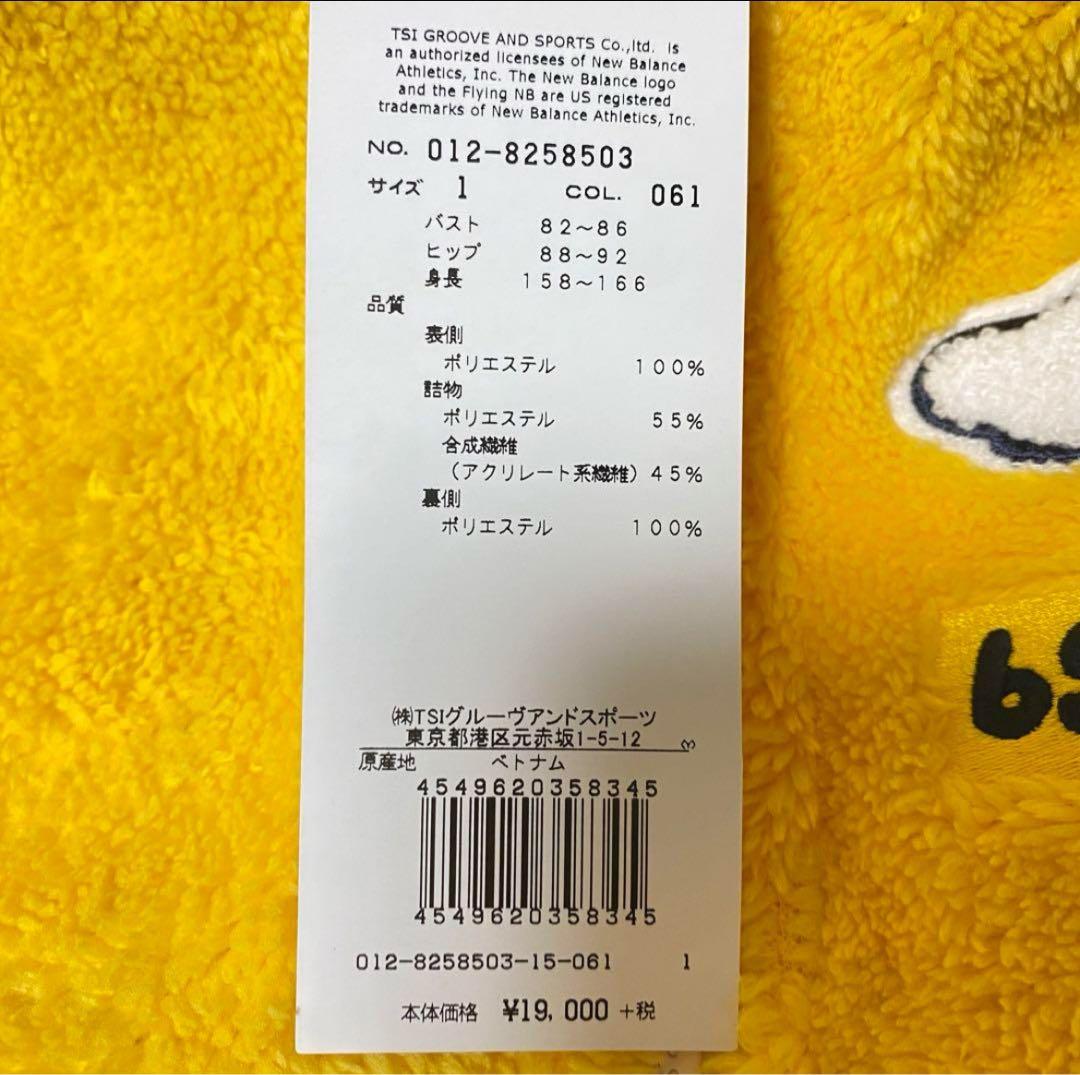 TSI GROOVE AND SPORTS Co.,ltd. is
an authorized licensees of New Balance
Athletics, Inc. The New Balance logo
and the Flying NB are US registered
trademarks of New Balance Athletics, Inc.
NO. 012-8258503
サイズ 1 COL. 061
バスト 82～86
ヒップ 88～92
身長 158～166
品質
表側
ポリエステル 100%
詰物
ポリエステル 55%
合成繊維
（アクリレート系繊維）45%
裏側
ポリエステル 100%
㈱TSIグルーヴアンドスポーツ
東京都港区元赤坂1-5-12
原産地 ベトナム
4549620358345
4549620358345
012-8258503-15-061 1
本体価格 ¥19,000 +税